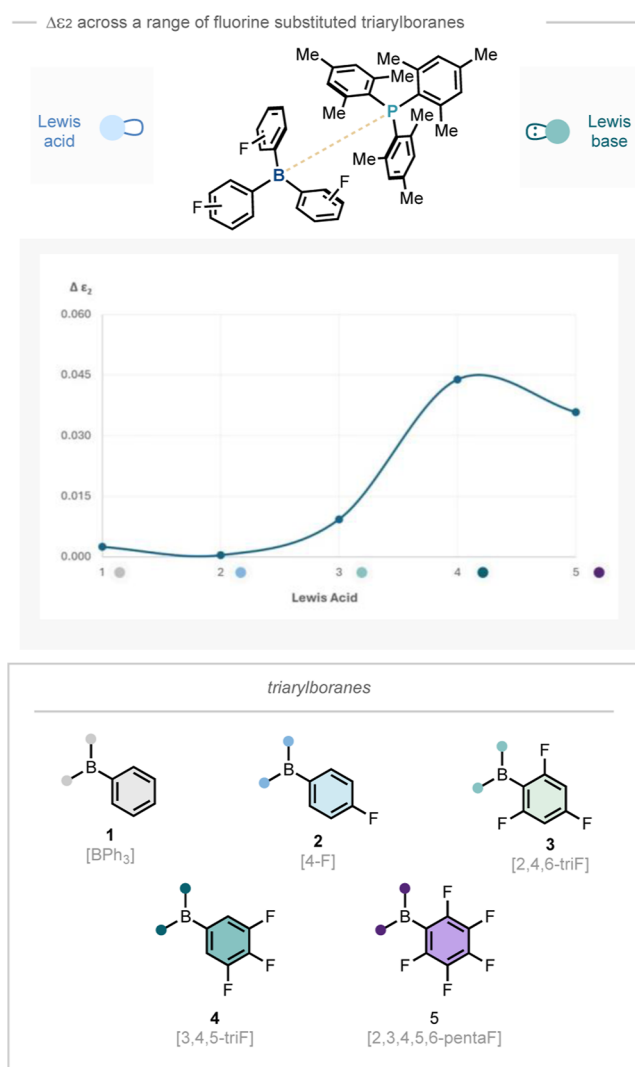 Δε2 across a range of fluorine substituted triarylboranes
Lewis acid
Me
Me
Me
Me
Me
P
Me
Me
Me
Me
F
F
F
B
Lewis base
Δ ε₂
0.060
0.045
0.030
0.015
0.000
1 2 3 4 5
Lewis Acid
triarylboranes
B
1
[BPh₃]
B
F
2
[4-F]
B
F
F
F
3
[2,4,6-triF]
B
F
F
F
4
[3,4,5-triF]
B
F
F
F
F
F
5
[2,3,4,5,6-pentaF]